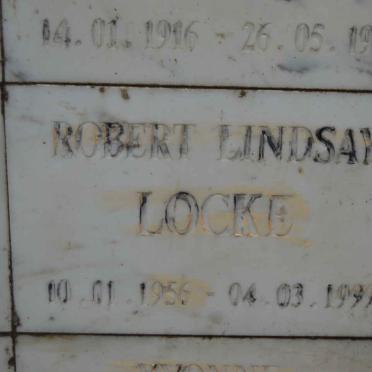 14. 01. 1916 - 26. 05. 19
ROBERT LINDSAY
LOCKE
10. 01. 1956 - 04. 03. 199